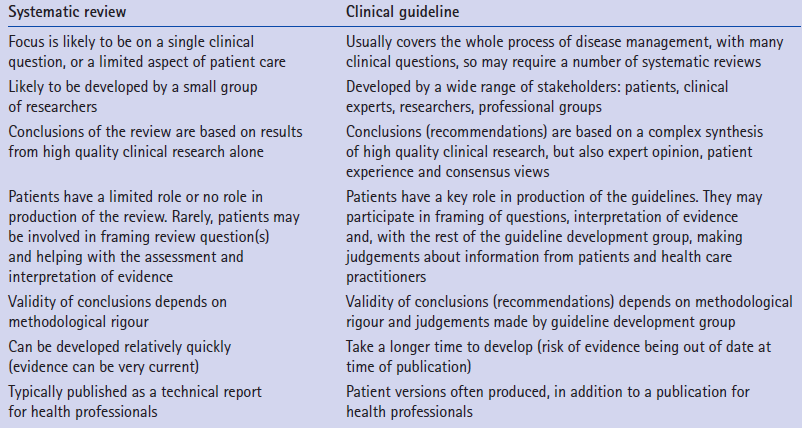 Systematic review
Clinical guideline
Focus is likely to be on a single clinical
question, or a limited aspect of patient care
Usually covers the whole process of disease management, with many
clinical questions, so may require a number of systematic reviews
Likely to be developed by a small group
of researchers
Developed by a wide range of stakeholders: patients, clinical
experts, researchers, professional groups
Conclusions of the review are based on results
from high quality clinical research alone
Conclusions (recommendations) are based on a complex synthesis
of high quality clinical research, but also expert opinion, patient
experience and consensus views
Patients have a limited role or no role in
production of the review. Rarely, patients may
be involved in framing review question(s)
and helping with the assessment and
interpretation of evidence
Patients have a key role in production of the guidelines. They may
participate in framing of questions, interpretation of evidence
and, with the rest of the guideline development group, making
judgements about information from patients and health care
practitioners
Validity of conclusions depends on
methodological rigour
Validity of conclusions (recommendations) depends on methodological
rigour and judgements made by guideline development group
Can be developed relatively quickly
(evidence can be very current)
Take a longer time to develop (risk of evidence being out of date at
time of publication)
Typically published as a technical report
for health professionals
Patient versions often produced, in addition to a publication for
health professionals